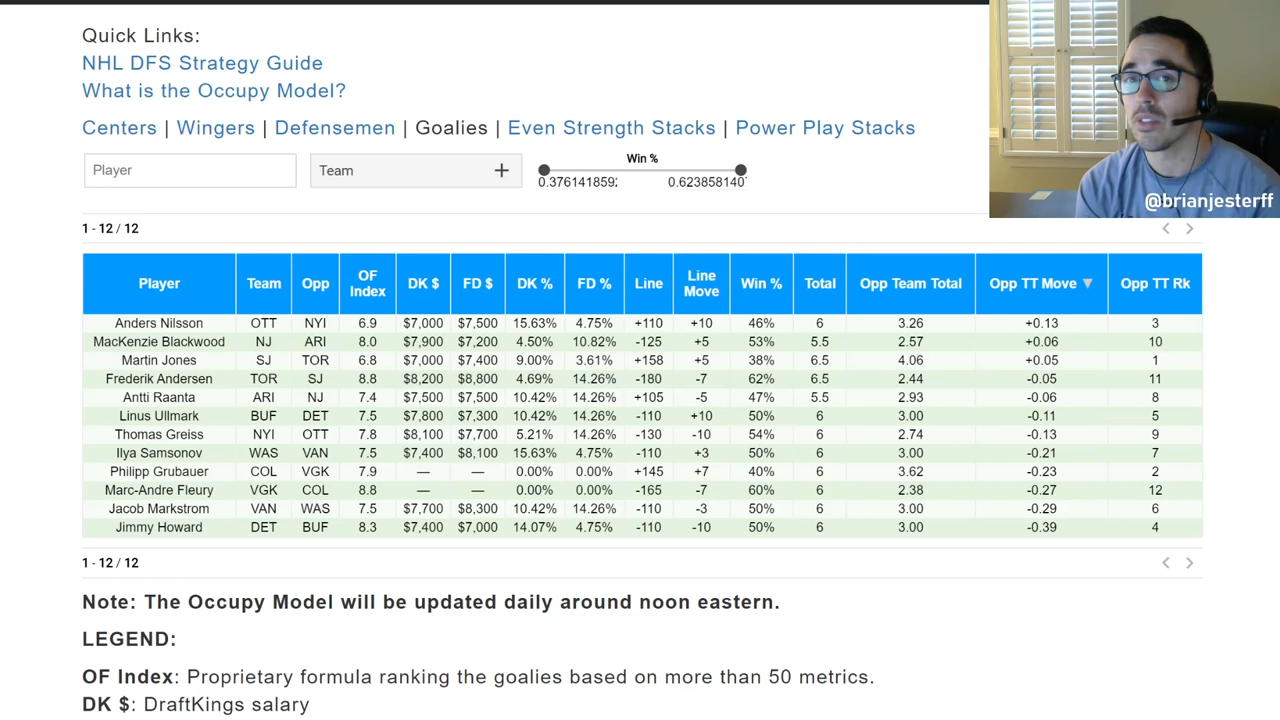 Quick Links:
NHL DFS Strategy Guide
What is the Occupy Model?
Centers | Wingers | Defensemen | Goalies | Even Strength Stacks | Power Play Stacks
Player
Team +
Win %
0.3761418592 0.623858140
@brianjesterff
1 - 12 / 12
Player Team Opp OF Index DK $ FD $ DK % FD % Line Line Move Win % Total Opp Team Total Opp TT Move ▼ Opp TT Rk
Anders Nilsson OTT NYI 6.9 $7,000 $7,500 15.63% 4.75% +110 +10 46% 6 3.26 +0.13 3
MacKenzie Blackwood NJ ARI 8.0 $7,900 $7,200 4.50% 10.82% -125 +5 53% 5.5 2.57 +0.06 10
Martin Jones SJ TOR 6.8 $7,000 $7,400 9.00% 3.61% +158 +5 38% 6.5 4.06 +0.05 1
Frederik Andersen TOR SJ 8.8 $8,200 $8,800 4.69% 14.26% -180 -7 62% 6.5 2.44 -0.05 11
Antti Raanta ARI NJ 7.4 $7,500 $7,500 10.42% 14.26% +105 -5 47% 5.5 2.93 -0.06 8
Linus Ullmark BUF DET 7.5 $7,800 $7,300 10.42% 14.26% -110 +10 50% 6 3.00 -0.11 5
Thomas Greiss NYI OTT 7.8 $8,100 $7,700 5.21% 14.26% -130 -10 54% 6 2.74 -0.13 9
Ilya Samsonov WAS VAN 7.5 $7,400 $8,100 15.63% 4.75% -110 +3 50% 6 3.00 -0.21 7
Philipp Grubauer COL VGK 7.9 — — 0.00% 0.00% +145 +7 40% 6 3.62 -0.23 2
Marc-Andre Fleury VGK COL 8.8 — — 0.00% 0.00% -165 -7 60% 6 2.38 -0.27 12
Jacob Markstrom VAN WAS 7.5 $7,700 $8,300 10.42% 14.26% -110 -3 50% 6 3.00 -0.29 6
Jimmy Howard DET BUF 8.3 $7,400 $7,000 14.07% 4.75% -110 -10 50% 6 3.00 -0.39 4
1 - 12 / 12
Note: The Occupy Model will be updated daily around noon eastern.
LEGEND:
OF Index: Proprietary formula ranking the goalies based on more than 50 metrics.
DK $: DraftKings salary